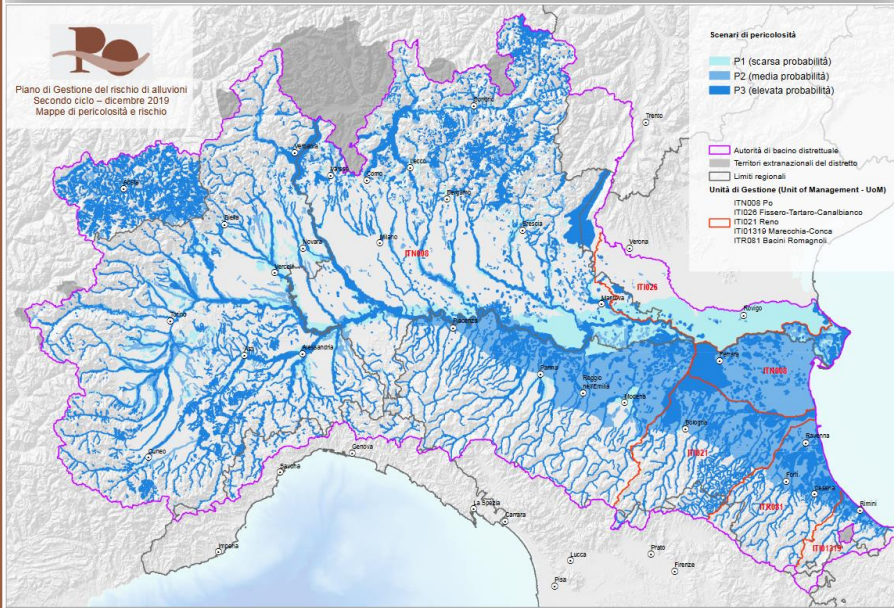 Po
Piano di Gestione del rischio di alluvioni
Secondo ciclo – dicembre 2019
Mappe di pericolosità e rischio
Scenari di pericolosità
P1 (scarsa probabilità)
P2 (media probabilità)
P3 (elevata probabilità)
Autorità di bacino distrettuale
Territori extranazionali del distretto
Limiti regionali
Unità di Gestione (Unit of Management - UoM)
ITN008 Po
ITI026 Fissero-Tartaro-Canalbianco
ITI021 Reno
ITI01319 Marecchia-Conca
ITR081 Bacini Romagnoli
Sondrio
Trento
Verbania
Lecco
Varese
Como
Aosta
Bergamo
Biella
Brescia
Milano
Novara
Verona
ITN008
Vercelli
ITI026
Mantova
Rovigo
Torino
Piacenza
Asti
Alessandria
Ferrara
Parma
ITN008
Reggio
nell'Emilia
Modena
Bologna
Ravenna
Cuneo
Genova
ITI021
Savona
Forlì
Cesena
La Spezia
Rimini
ITR081
Carrara
Imperia
ITI01319
Prato
Lucca
Firenze
Pisa